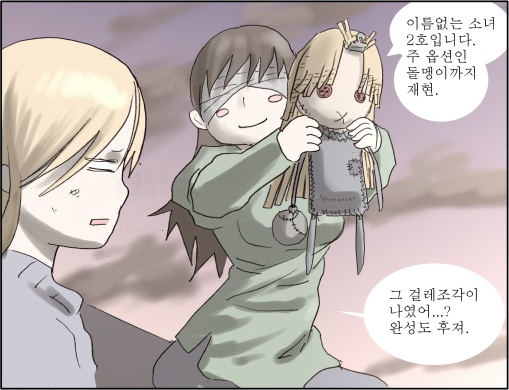 이름없는 소녀
2호입니다.
주 옵션인
돌멩이까지
재현.
그 걸레조각이
나였어...?
완성도 후져.